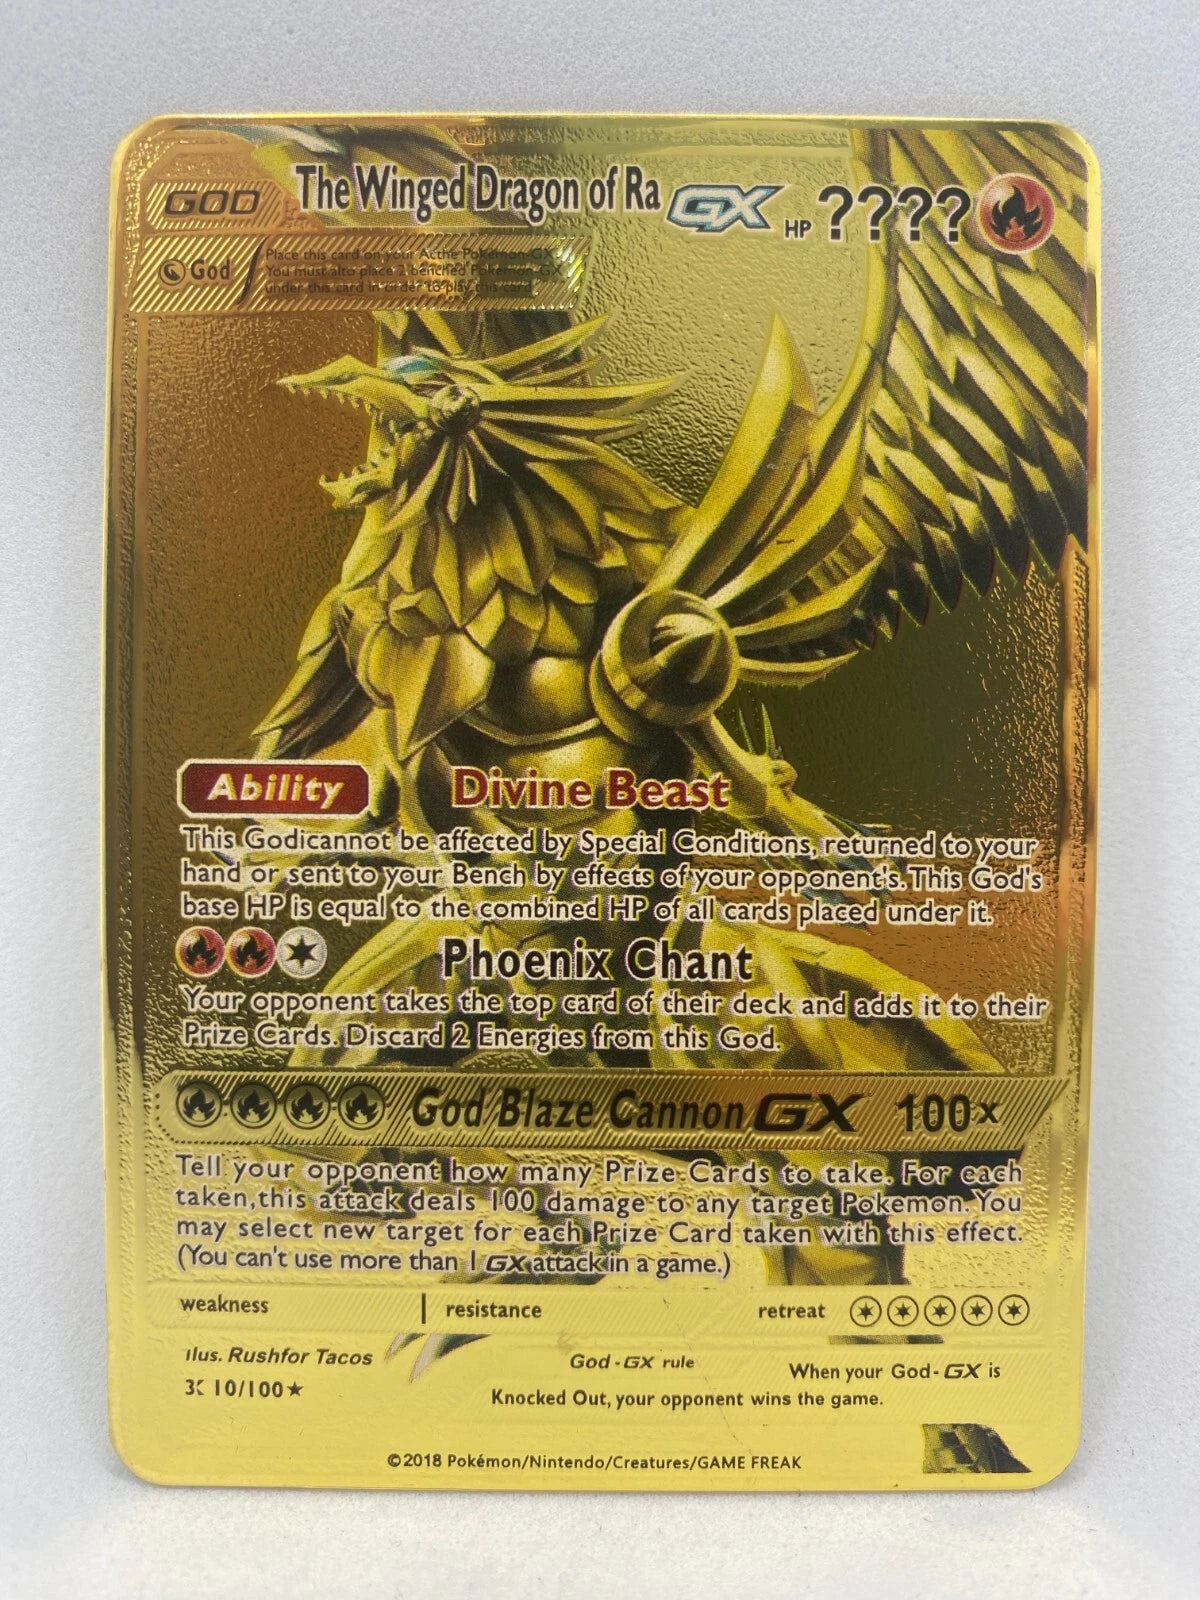 GOD The Winged Dragon of Ra GX HP ????
God
Place this card on your Acthe Pokémon-GX
You must alto place 2 benched Pokemon-GX
under this card in order to play this card
Ability Divine Beast
This Godicannot be affected by Special Conditions, returned to your
hand or sent to your Bench by effects of your opponent's. This God's
base HP is equal to the combined HP of all cards placed under it.
Phoenix Chant
Your opponent takes the top card of their deck and adds it to their
Prize Cards. Discard 2 Energies from this God.
God Blaze Cannon GX 100x
Tell your opponent how many Prize Cards to take. For each
taken, this attack deals 100 damage to any target Pokemon. You
may select new target for each Prize Card taken with this effect.
(You can't use more than 1 GX attack in a game.)
weakness | resistance retreat
ılus. Rushfor Tacos
10/100★
God-GX rule When your God-GX is
Knocked Out, your opponent wins the game.
©2018 Pokémon/Nintendo/Creatures/GAME FREAK